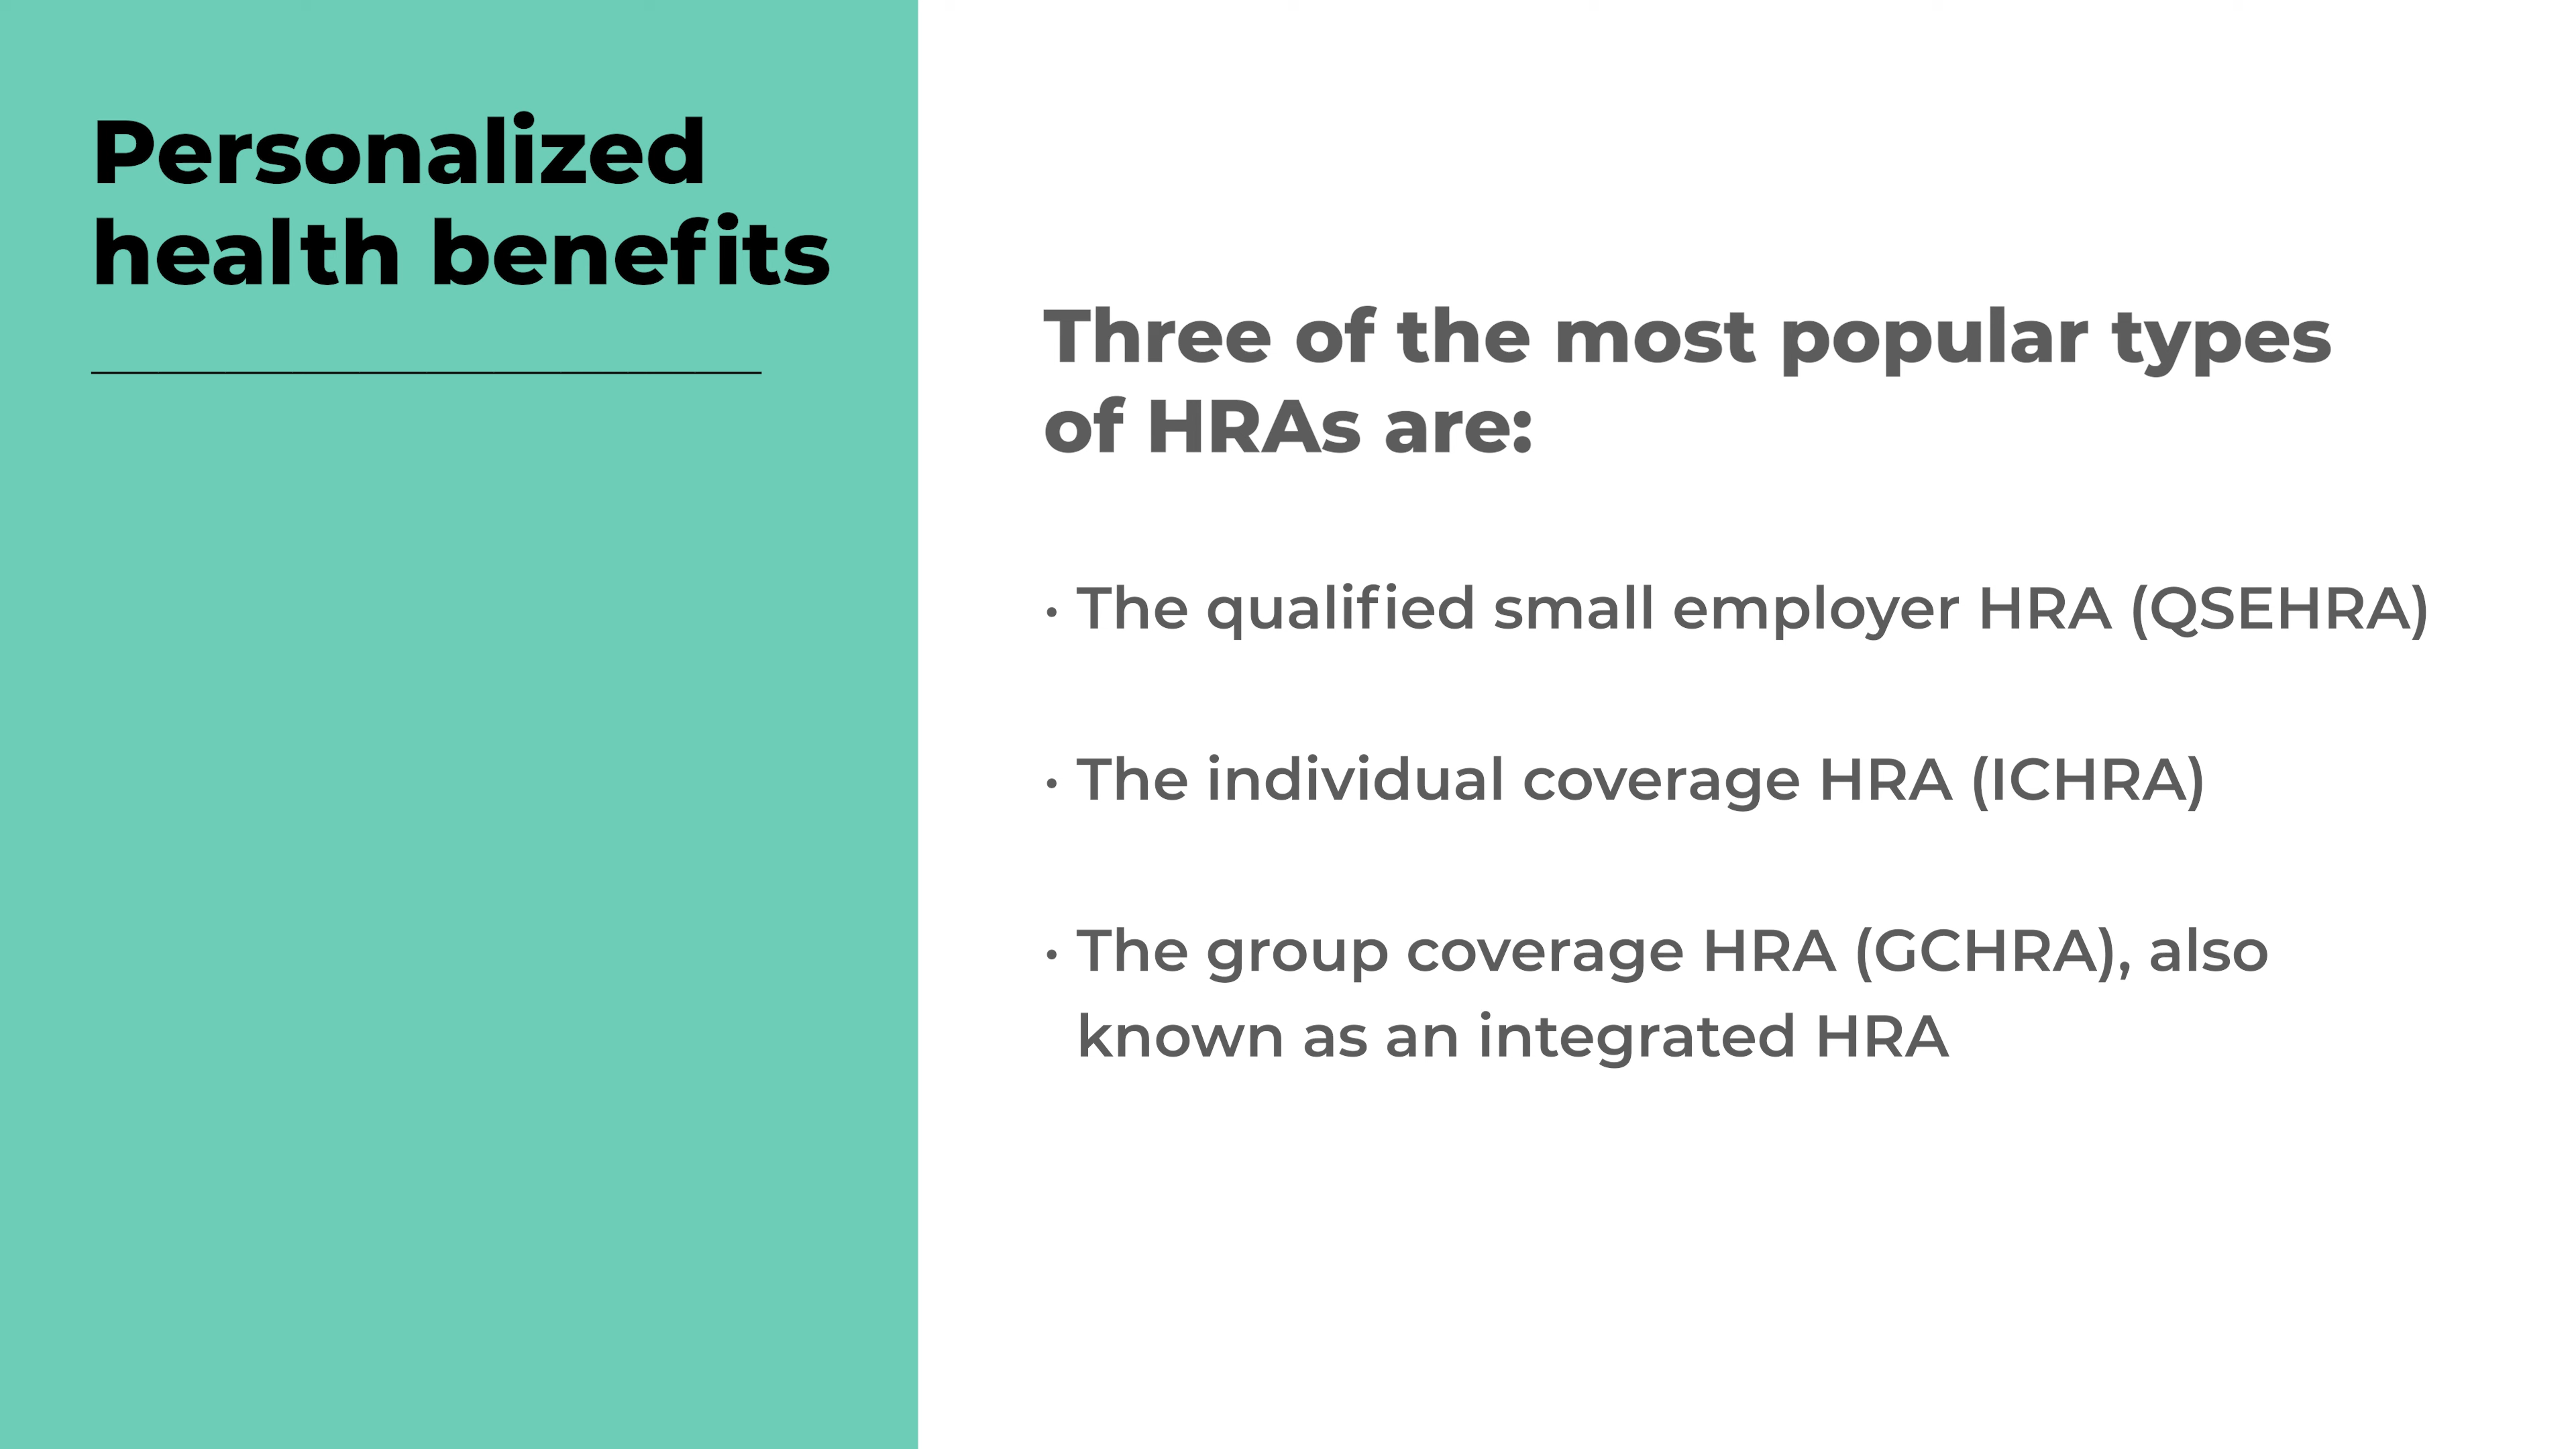 Personalized
health benefits
Three of the most popular types
of HRAs are:
· The qualified small employer HRA (QSEHRA)
· The individual coverage HRA (ICHRA)
· The group coverage HRA (GCHRA), also
known as an integrated HRA